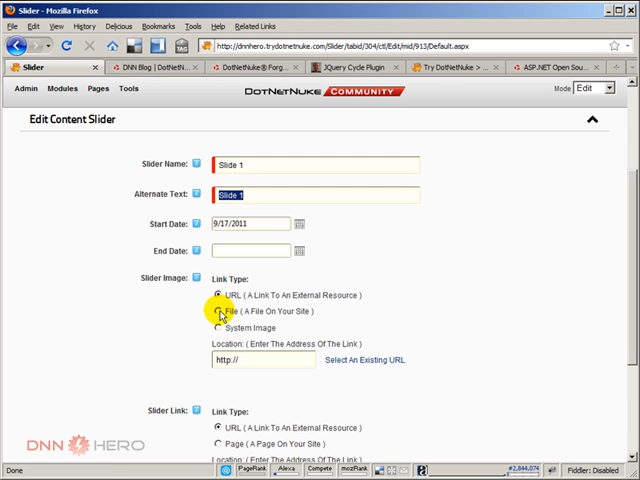 Slider - Mozilla Firefox
File Edit View History Delicious Bookmarks Tools Help Related Links
TAG http://dnnhero.trydotnetnuke.com/Slider/tabid/304/ctl/Edit/mid/913/Default.aspx
Slider DNN Blog | DotNetN... DotNetNuke® Forg... JQuery Cycle Plugin Try DotNetNuke > ... ASP.NET Open Sour...
Admin Modules Pages Tools DOTNETNUKE COMMUNITY Mode Edit
Edit Content Slider
Slider Name: ? Slide 1
Alternate Text: ? Slide 1
Start Date: ? 9/17/2011
End Date: ?
Slider Image: ? Link Type:
URL ( A Link To An External Resource )
File ( A File On Your Site )
System Image
Location: ( Enter The Address Of The Link )
http:// Select An Existing URL
Slider Link: ? Link Type:
URL ( A Link To An External Resource )
Page ( A Page On Your Site )
DNN HERO
Done PageRank Alexa Compete mozRank #2,844,074 Fiddler: Disabled